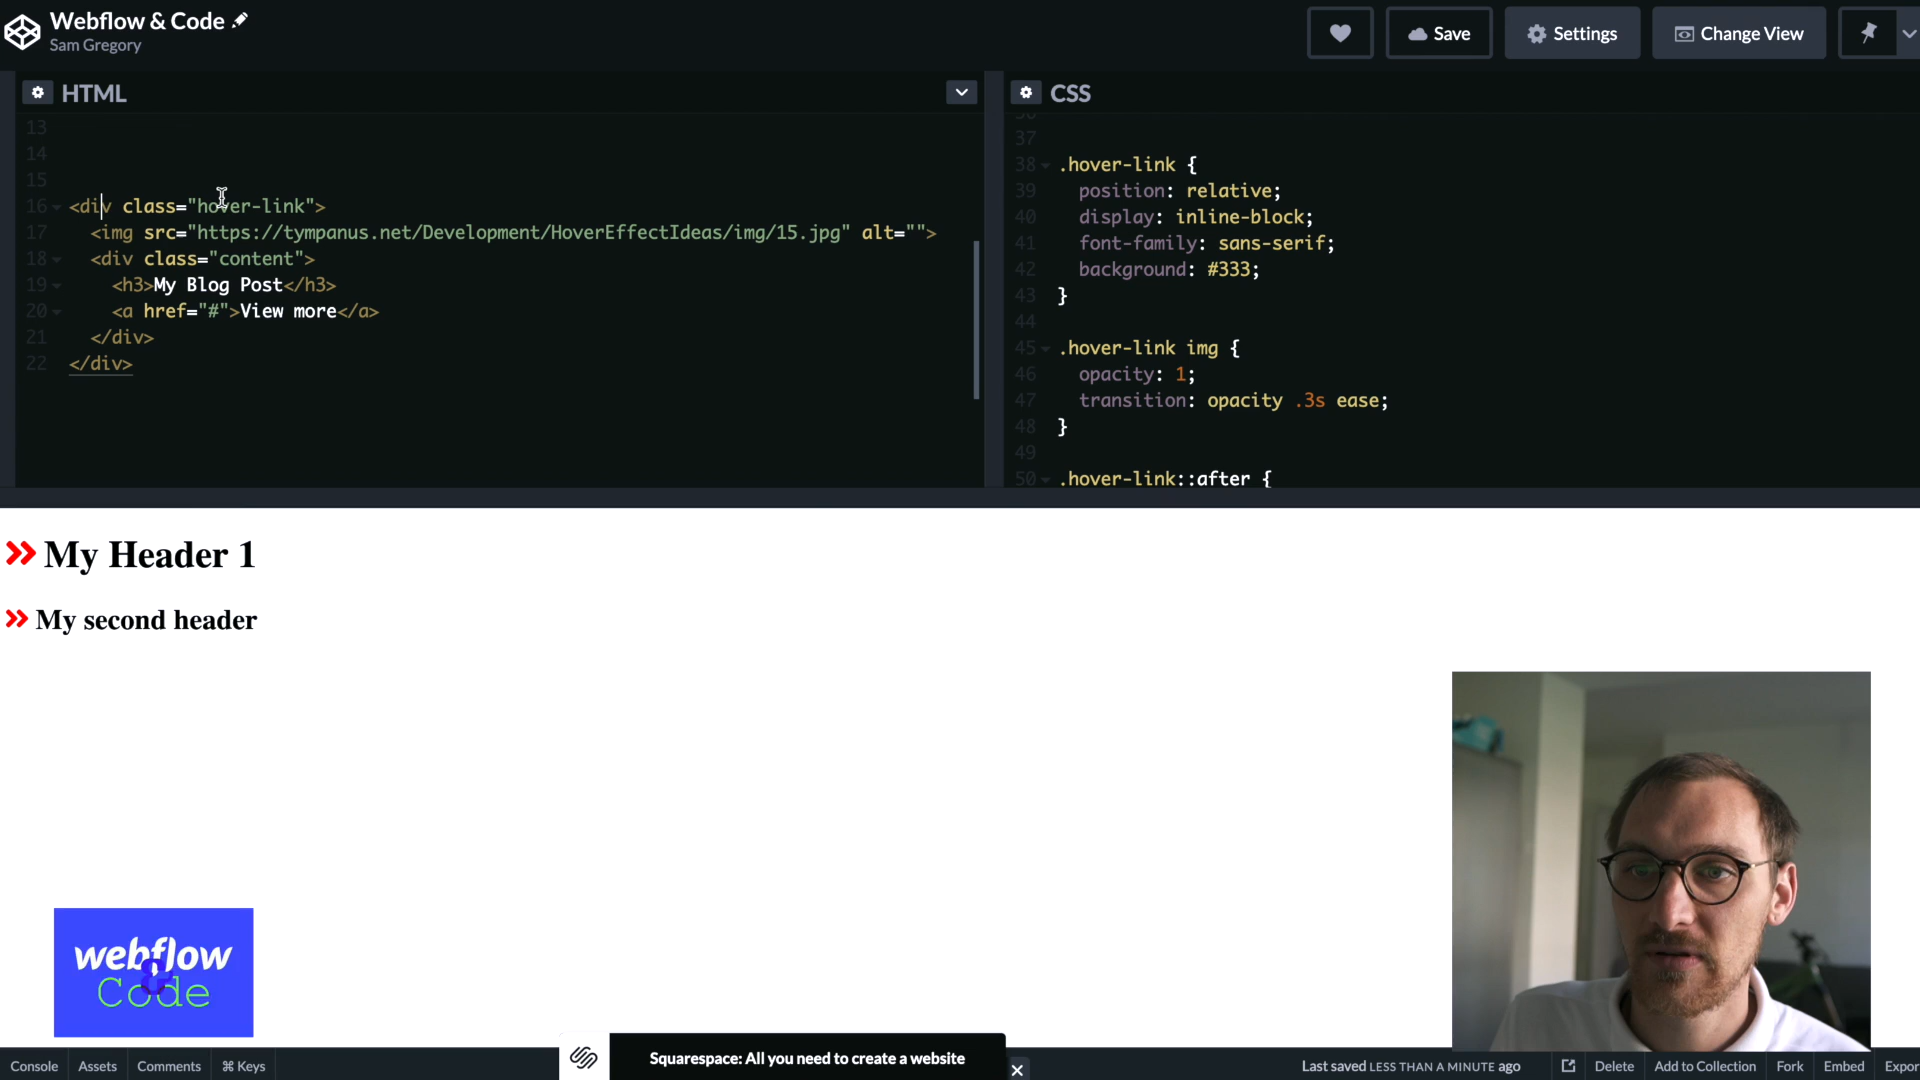 Webflow & Code
Sam Gregory
Save
Settings
Change View
HTML
13
14
15
16 <div class="hover-link">
17 <img src="https://tympanus.net/Development/HoverEffectIdeas/img/15.jpg" alt="">
18 <div class="content">
19 <h3>My Blog Post</h3>
20 <a href="#">View more</a>
21 </div>
22 </div>
CSS
36
37
38 .hover-link {
39 position: relative;
40 display: inline-block;
41 font-family: sans-serif;
42 background: #333;
43 }
44
45 .hover-link img {
46 opacity: 1;
47 transition: opacity .3s ease;
48 }
49
50 .hover-link::after {
My Header 1
My second header
webflow
&
Code
Console Assets Comments ⌘ Keys
Squarespace: All you need to create a website
Last saved LESS THAN A MINUTE ago
Delete Add to Collection Fork Embed Expor